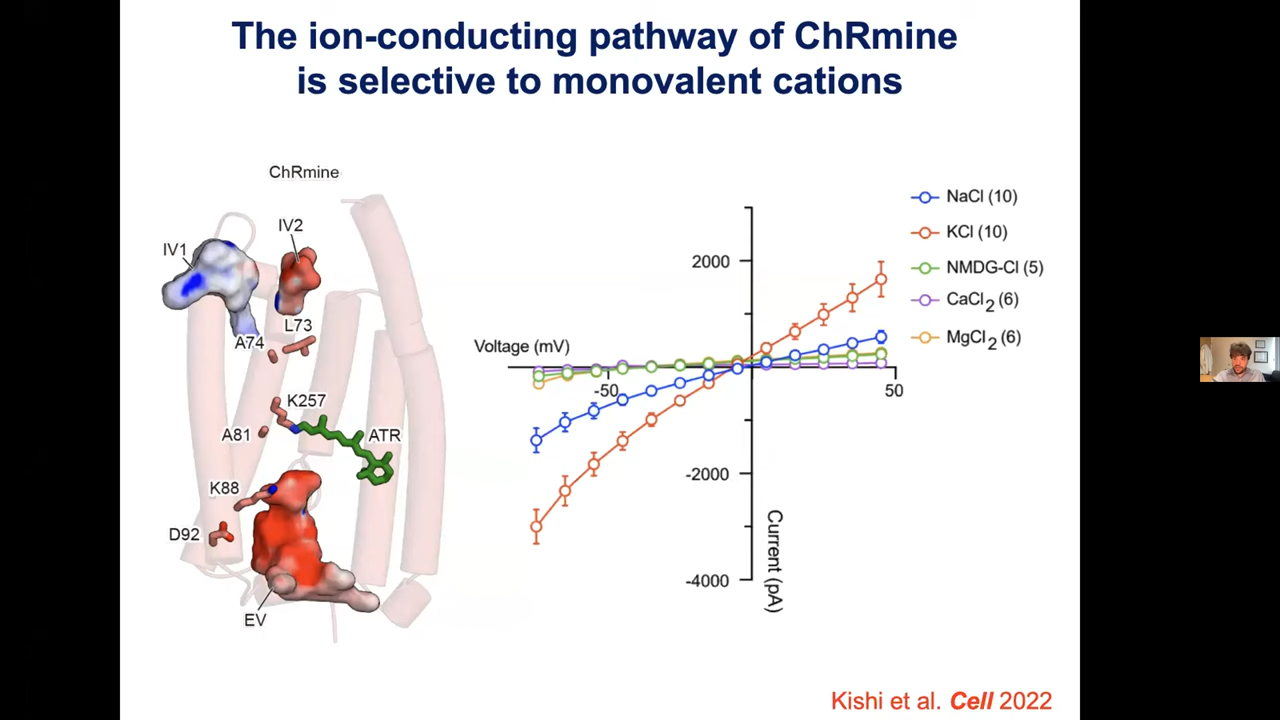 The ion-conducting pathway of ChRmine
is selective to monovalent cations
ChRmine
IV1
IV2
L73
A74
K257
A81
ATR
K88
D92
EV
Voltage (mV)
-50
50
2000
-2000
-4000
Current (pA)
NaCl (10)
KCl (10)
NMDG-Cl (5)
CaCl2 (6)
MgCl2 (6)
Kishi et al. Cell 2022